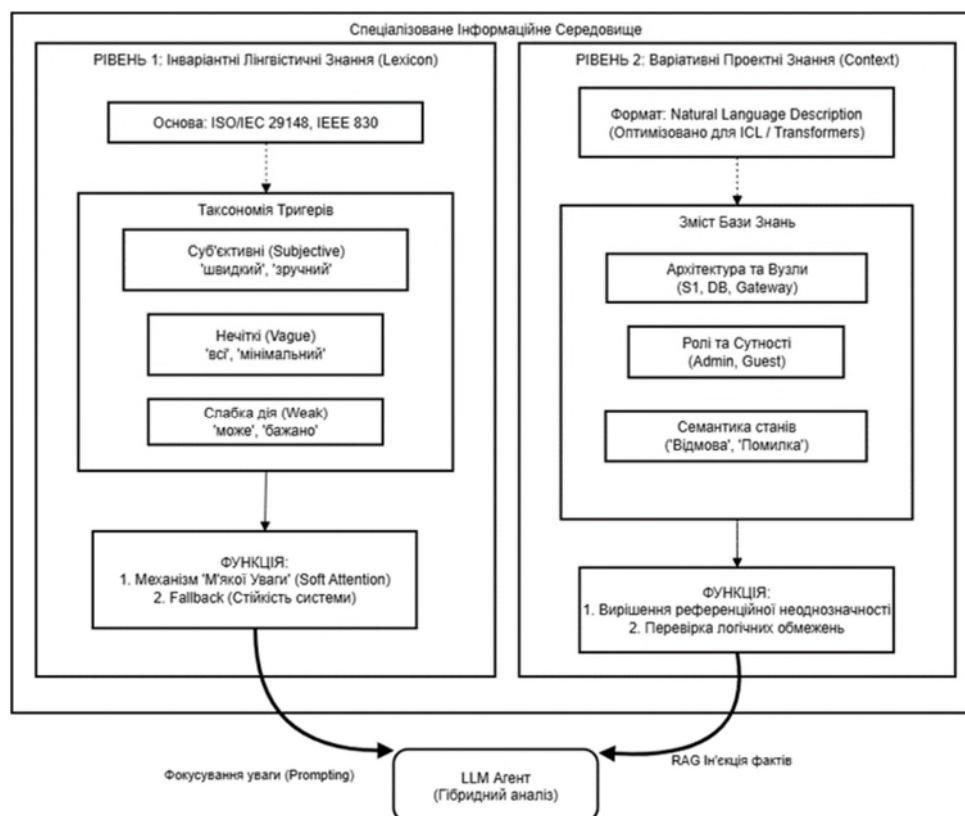 Спеціалізоване Інформаційне Середовище
РІВЕНЬ 1: Інваріантні Лінгвістичні Знання (Lexicon)
Основа: ISO/IEC 29148, IEEE 830
Таксономія Тригерів
Суб'єктивні (Subjective)
'швидкий', 'зручний'
Нечіткі (Vague)
'всі', 'мінімальний'
Слабка дія (Weak)
'може', 'бажано'
ФУНКЦІЯ:
1. Механізм 'М'якої Уваги' (Soft Attention)
2. Fallback (Стійкість системи)
РІВЕНЬ 2: Варіативні Проектні Знання (Context)
Формат: Natural Language Description
(Оптимізовано для ICL / Transformers)
Зміст Бази Знань
Архітектура та Вузли
(S1, DB, Gateway)
Ролі та Сутності
(Admin, Guest)
Семантика станів
('Відмова', 'Помилка')
ФУНКЦІЯ:
1. Вирішення референційної неоднозначності
2. Перевірка логічних обмежень
Фокусування уваги (Prompting)
RAG Ін'єкція фактів
LLM Агент
(Гібридний аналіз)